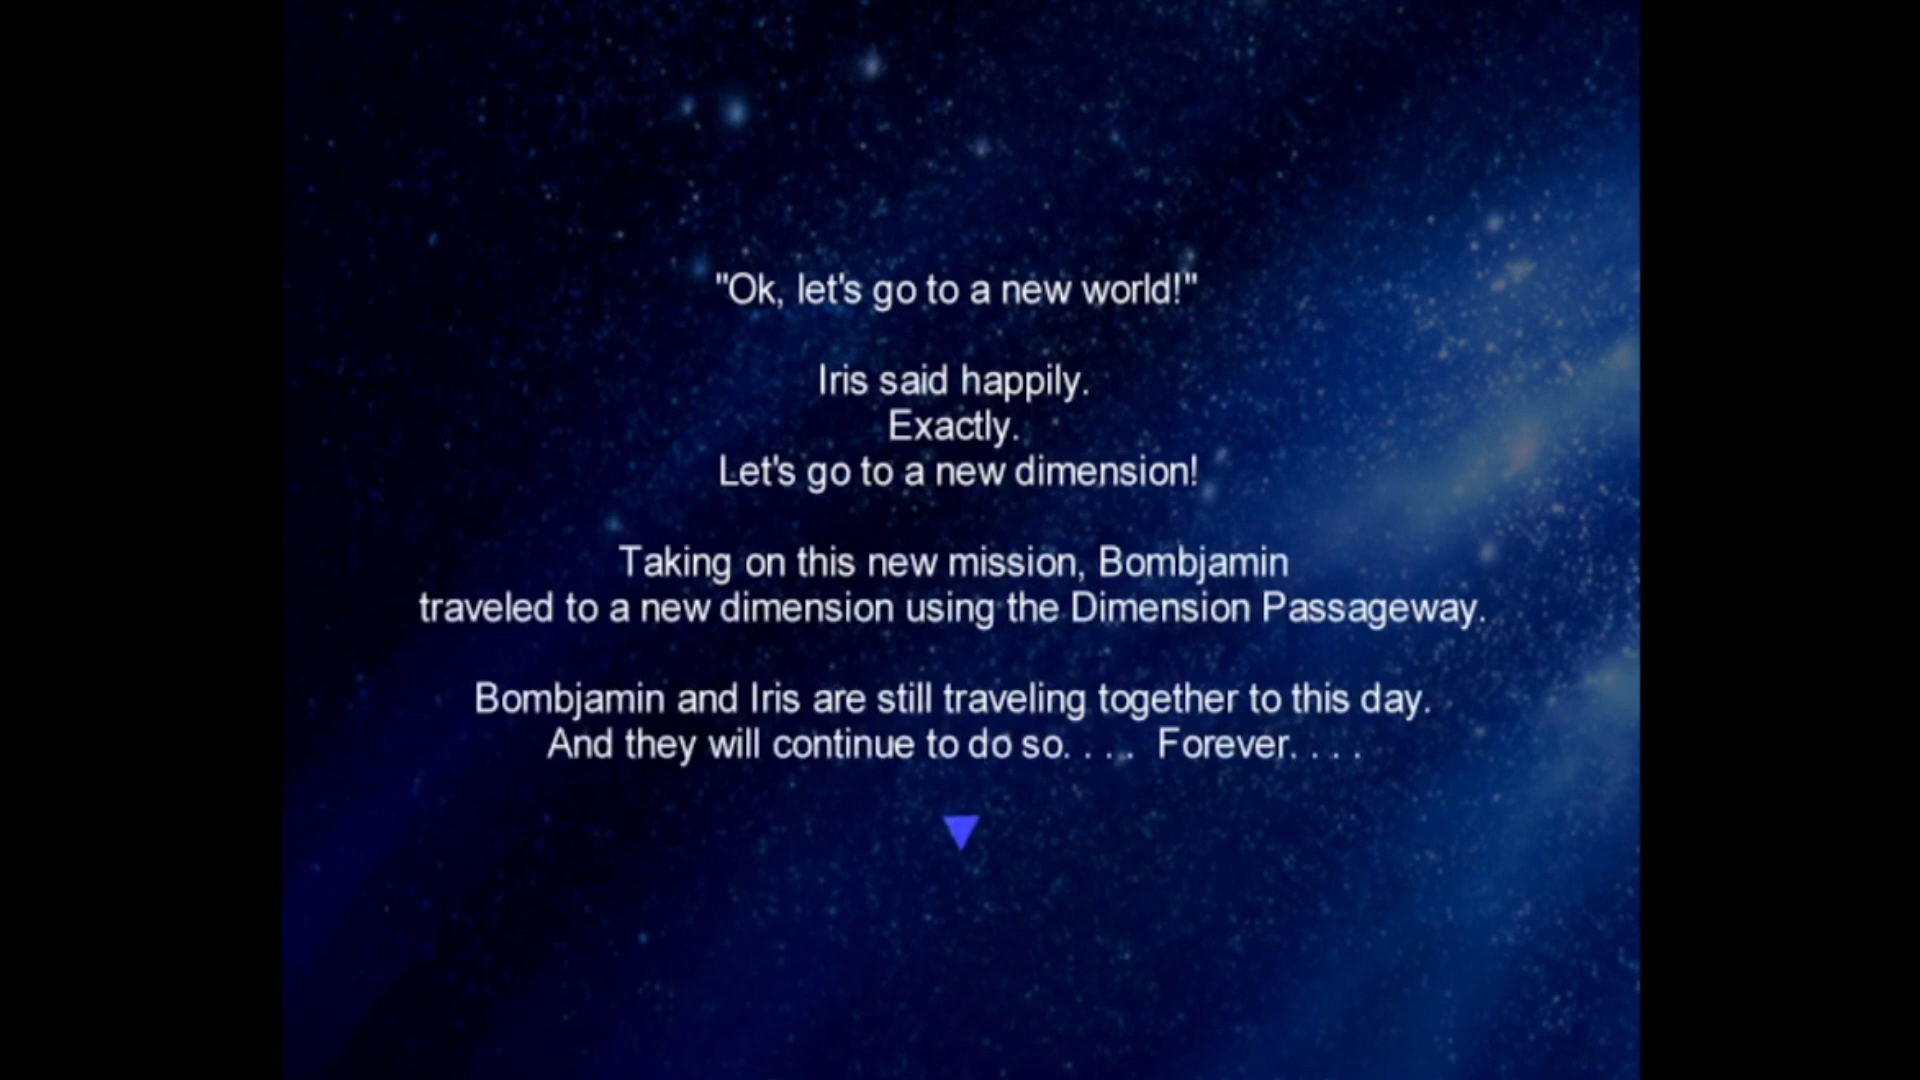 "Ok, let's go to a new world!"
Iris said happily.
Exactly.
Let's go to a new dimension!
Taking on this new mission, Bombjamin
traveled to a new dimension using the Dimension Passageway.
Bombjamin and Iris are still traveling together to this day.
And they will continue to do so. . . .  Forever. . . .